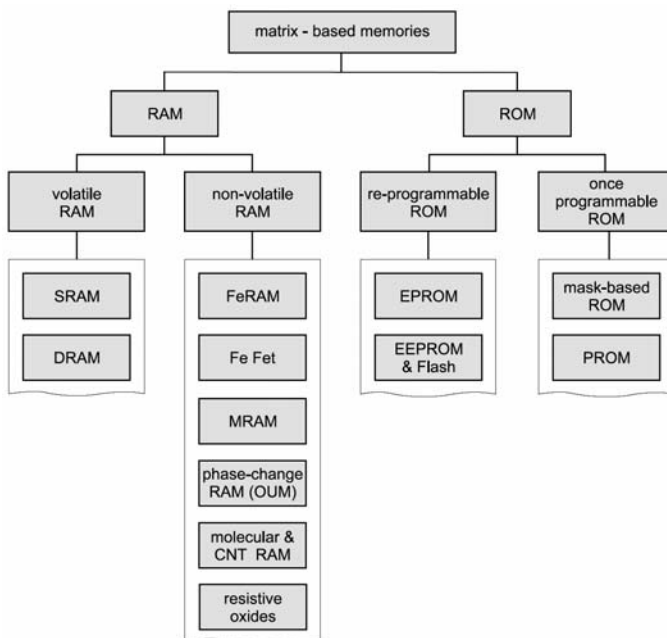 matrix - based memories
RAM
ROM
volatile
RAM
non-volatile
RAM
re-programmable
ROM
once
programmable
ROM
SRAM
DRAM
FeRAM
Fe Fet
MRAM
phase-change
RAM (OUM)
molecular &
CNT RAM
resistive
oxides
EPROM
EEPROM
& Flash
mask-based
ROM
PROM